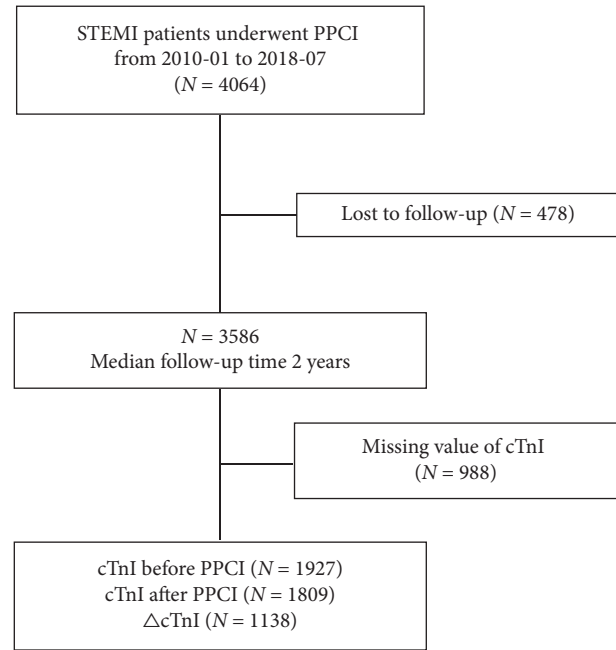 STEMI patients underwent PPCI
from 2010-01 to 2018-07
(N = 4064)
Lost to follow-up (N = 478)
N = 3586
Median follow-up time 2 years
Missing value of cTnI
(N = 988)
cTnI before PPCI (N = 1927)
cTnI after PPCI (N = 1809)
△cTnI (N = 1138)